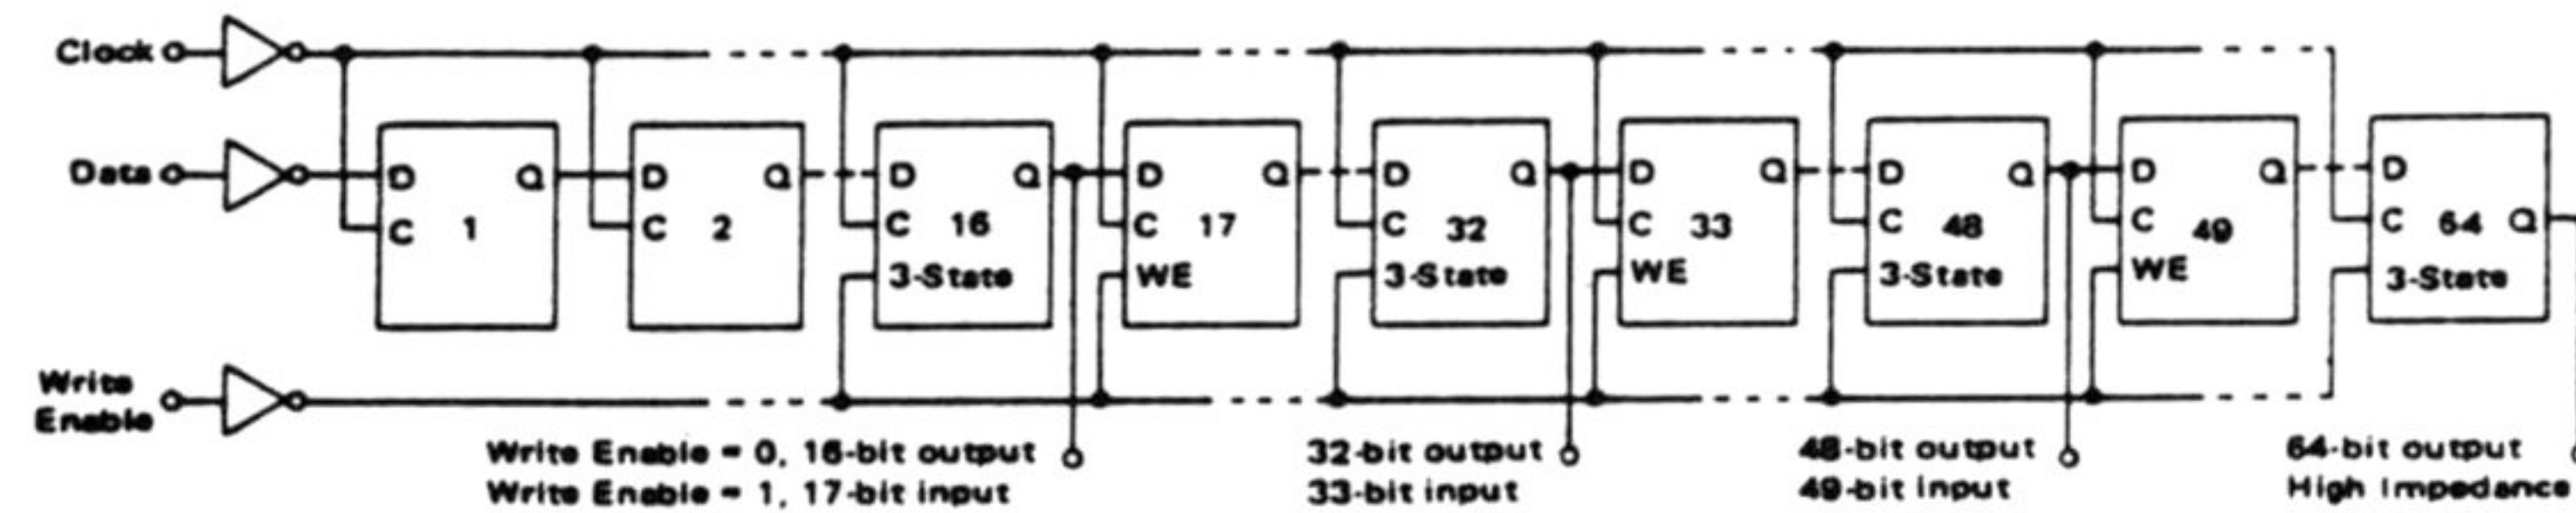 Clock
Data
Write
Enable
D Q
C 1
D Q
C 2
D Q
C 16
3-State
D Q
C 17
WE
D Q
C 32
3-State
D Q
C 33
WE
D Q
C 48
3-State
D Q
C 49
WE
D
C 64 Q
3-State
Write Enable = 0, 16-bit output
Write Enable = 1, 17-bit input
32-bit output
33-bit input
48-bit output
49-bit input
64-bit output
High Impedance